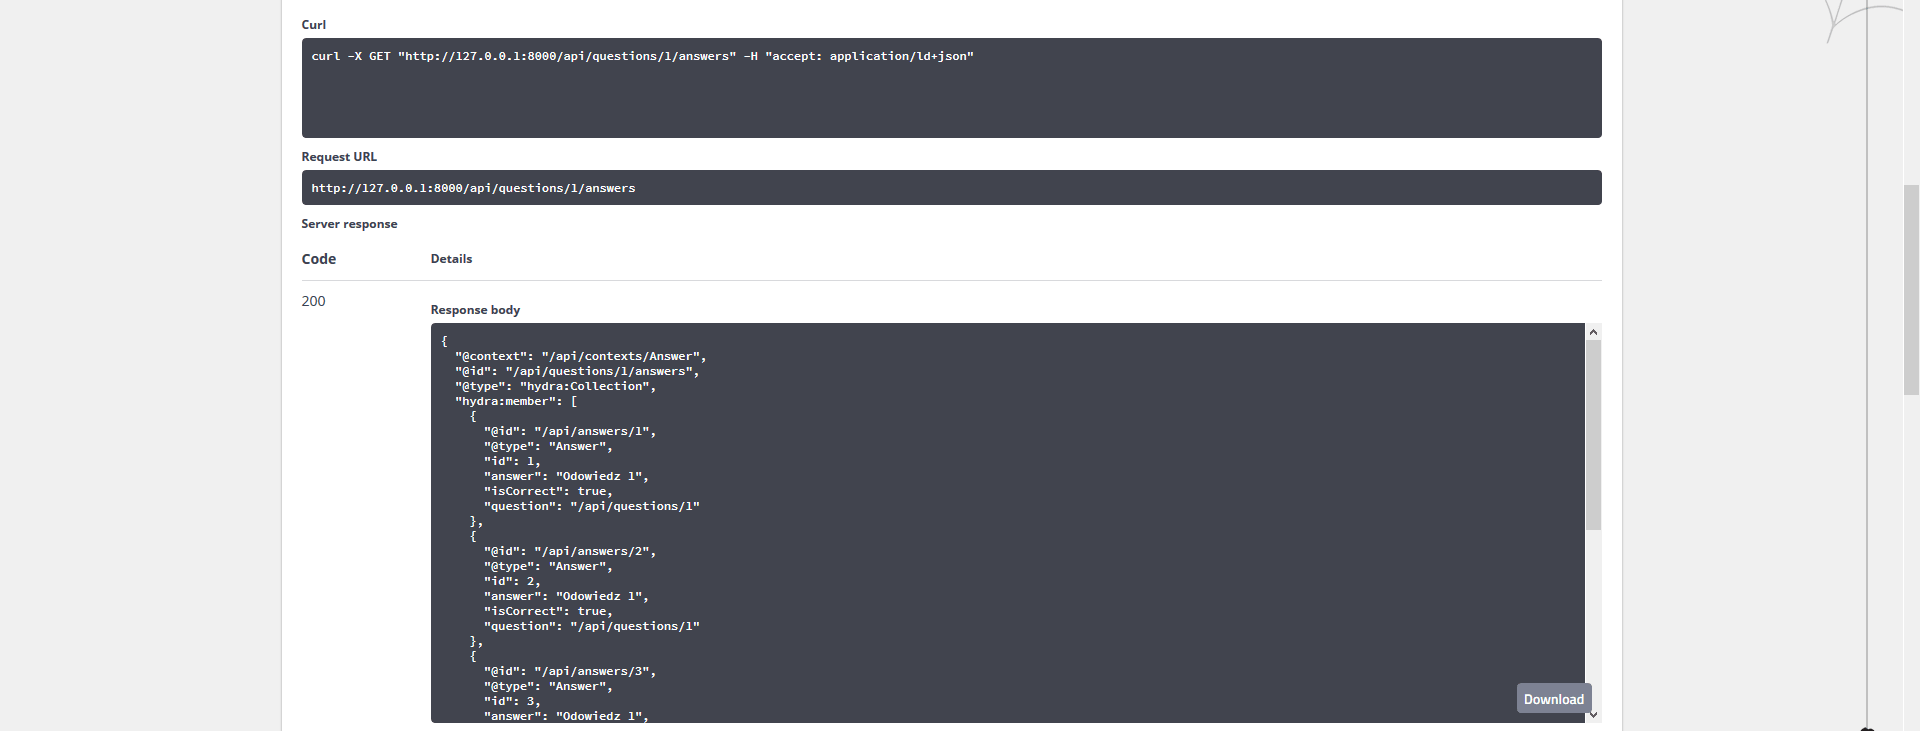 Curl
curl -X GET "http://127.0.0.1:8000/api/questions/1/answers" -H "accept: application/ld+json"
Request URL
http://127.0.0.1:8000/api/questions/1/answers
Server response
Code Details
200
Response body
{
  "@context": "/api/contexts/Answer",
  "@id": "/api/questions/1/answers",
  "@type": "hydra:Collection",
  "hydra:member": [
    {
      "@id": "/api/answers/1",
      "@type": "Answer",
      "id": 1,
      "answer": "Odowiedz 1",
      "isCorrect": true,
      "question": "/api/questions/1"
    },
    {
      "@id": "/api/answers/2",
      "@type": "Answer",
      "id": 2,
      "answer": "Odowiedz 1",
      "isCorrect": true,
      "question": "/api/questions/1"
    },
    {
      "@id": "/api/answers/3",
      "@type": "Answer",
      "id": 3,
      "answer": "Odowiedz 1",
Download